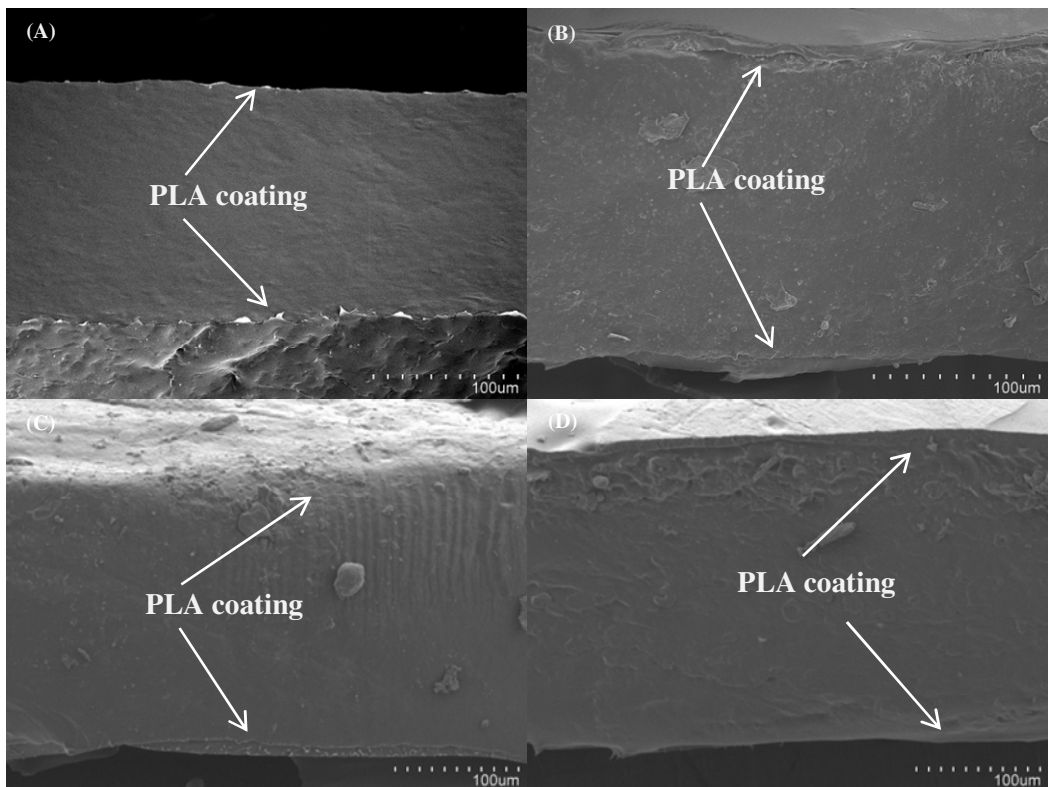 (A)
PLA coating
100um
(B)
PLA coating
100um
(C)
PLA coating
100um
(D)
PLA coating
100um